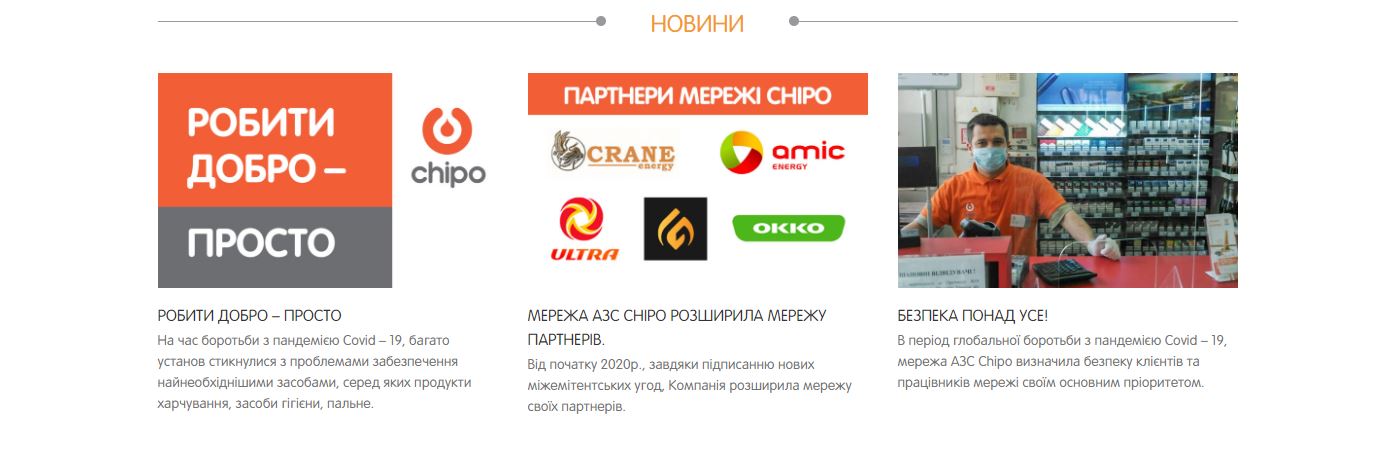 НОВИНИ
РОБИТИ
ДОБРО –
ПРОСТО
chipo
ПАРТНЕРИ МЕРЕЖІ CHIPO
CRANE
energy
amic
ENERGY
ULTRA
OKKO
ШАНОВНІ ВІДВІДУВАЧІ !
РОБИТИ ДОБРО – ПРОСТО
На час боротьби з пандемією Covid – 19, багато
установ стикнулися з проблемами забезпечення
найнеобхіднішими засобами, серед яких продукти
харчування, засоби гігієни, пальне.
МЕРЕЖА АЗС CHIPO РОЗШИРИЛА МЕРЕЖУ
ПАРТНЕРІВ.
Від початку 2020р., завдяки підписанню нових
міжемітентських угод, Компанія розширила мережу
своїх партнерів.
БЕЗПЕКА ПОНАД УСЕ!
В період глобальної боротьби з пандемією Covid – 19,
мережа АЗС Chipo визначила безпеку клієнтів та
працівників мережі своїм основним пріоритетом.